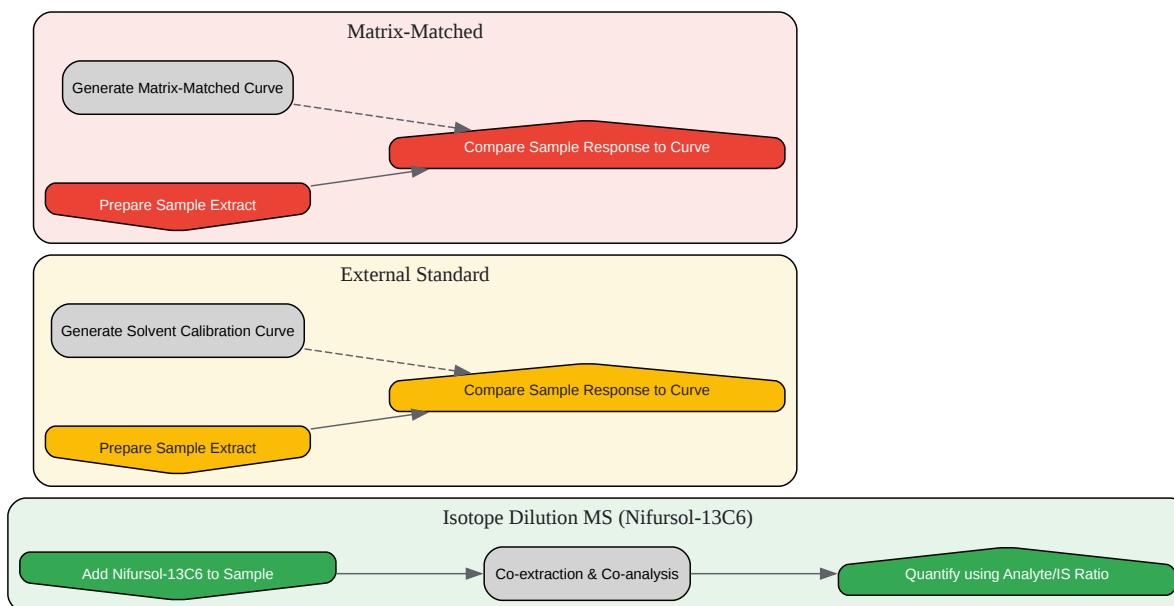 Matrix-Matched
Generate Matrix-Matched Curve
Compare Sample Response to Curve
Prepare Sample Extract
External Standard
Generate Solvent Calibration Curve
Compare Sample Response to Curve
Prepare Sample Extract
Isotope Dilution MS (Nifursol-13C6)
Add Nifursol-13C6 to Sample
Co-extraction & Co-analysis
Quantify using Analyte/IS Ratio